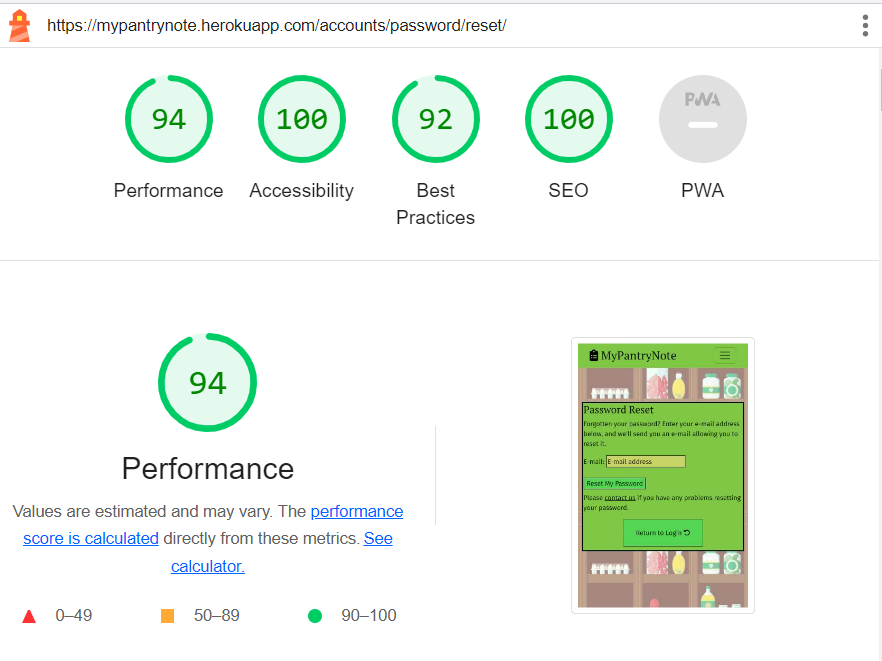 https://mypantrynote.herokuapp.com/accounts/password/reset/
94
100
92
100
PWA
Performance
Accessibility
Best
Practices
SEO
PWA
94
Performance
Values are estimated and may vary. The performance
score is calculated directly from these metrics. See
calculator.
0–49
50–89
90–100
MyPantryNote
Password Reset
Forgotten your password? Enter your e-mail address
below, and we'll send you an e-mail allowing you to
reset it.
E-mail: E-mail address
Reset My Password
Please contact us if you have any problems resetting
your password.
Return to Login